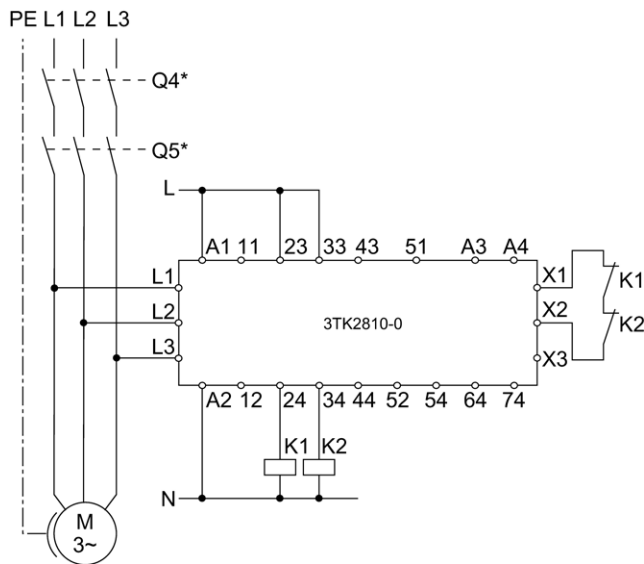 PE L1 L2 L3
Q4*
Q5*
L
A1 11 23 33 43 51 A3 A4
L1
L2
L3
3TK2810-0
X1
X2
X3
K1
K2
A2 12 24 34 44 52 54 64 74
K1 K2
N
M
3~